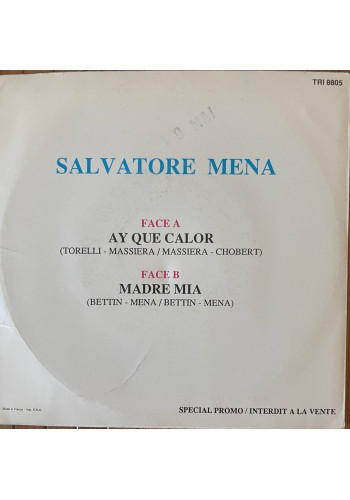 TRI 8805
SALVATORE MENA
FACE A
AY QUE CALOR
(TORELLI - MASSIERA / MASSIERA - CHOBERT)
FACE B
MADRE MIA
(BETTIN - MENA / BETTIN - MENA)
SPECIAL PROMO / INTERDIT A LA VENTE